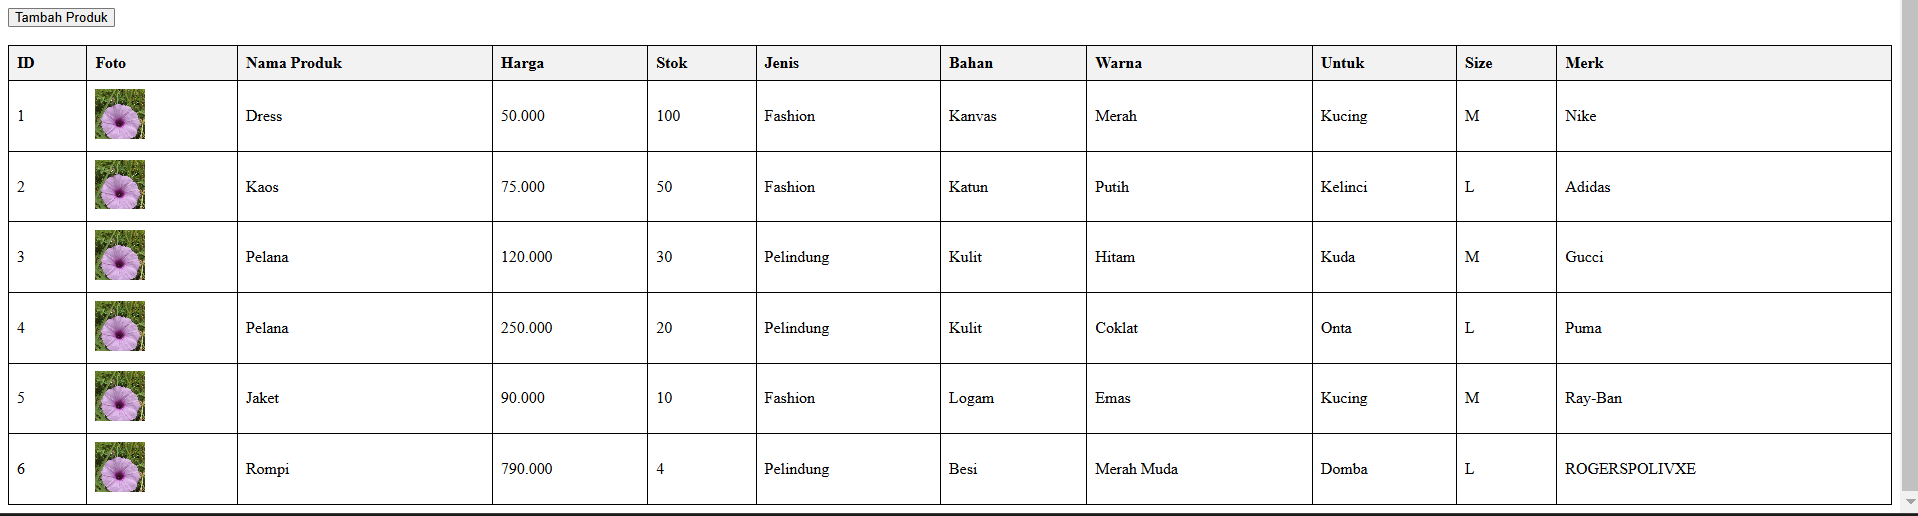 Tambah Produk
ID Foto Nama Produk Harga Stok Jenis Bahan Warna Untuk Size Merk
1 Dress 50.000 100 Fashion Kanvas Merah Kucing M Nike
2 Kaos 75.000 50 Fashion Katun Putih Kelinci L Adidas
3 Pelana 120.000 30 Pelindung Kulit Hitam Kuda M Gucci
4 Pelana 250.000 20 Pelindung Kulit Coklat Onta L Puma
5 Jaket 90.000 10 Fashion Logam Emas Kucing M Ray-Ban
6 Rompi 790.000 4 Pelindung Besi Merah Muda Domba L ROGERSPOLIVXE